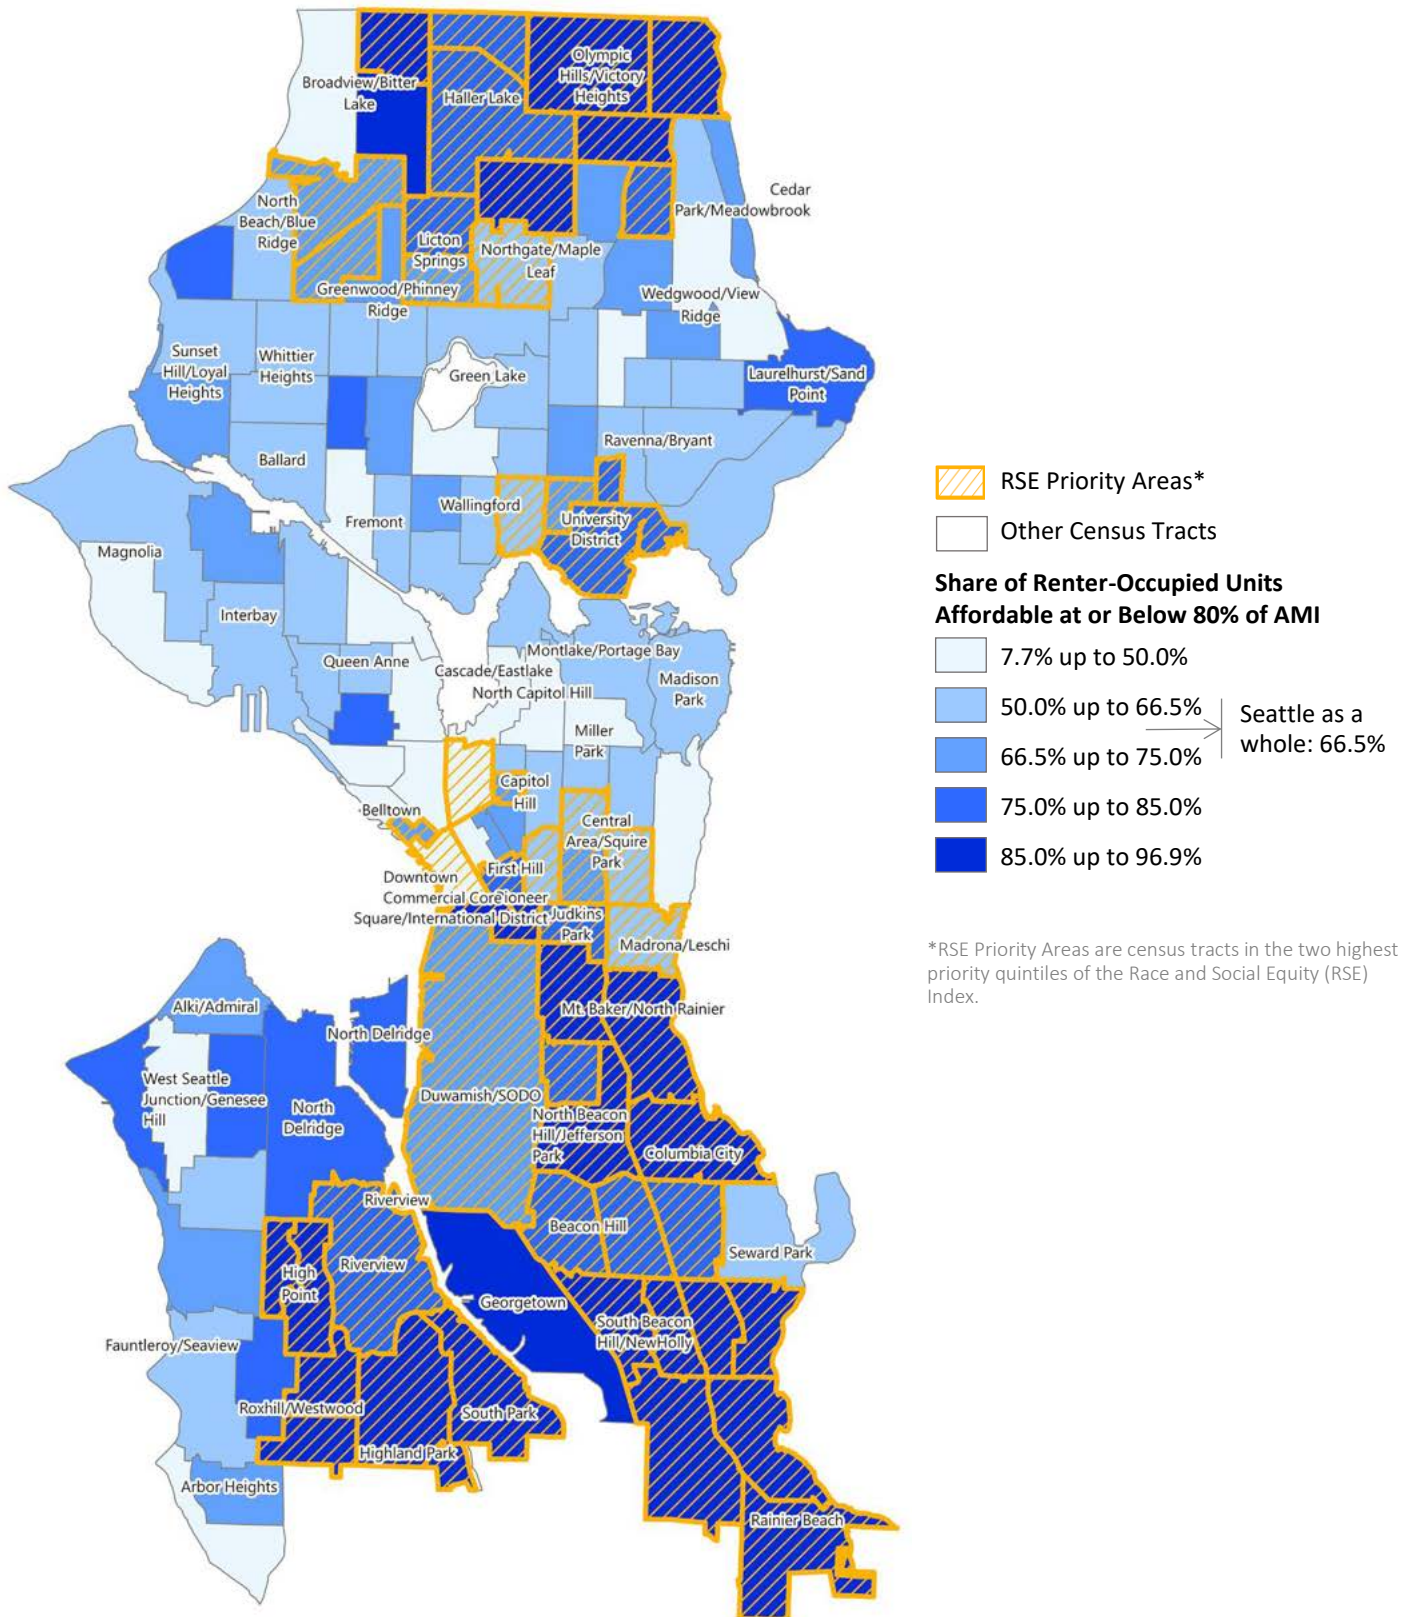 Olympic
Hills/Victory
Heights
Broadview/Bitter
Lake
Haller Lake
Cedar
Park/Meadowbrook
North
Beach/Blue
Ridge
Licton
Springs
Northgate/Maple
Leaf
Greenwood/Phinney
Ridge
Wedgwood/View
Ridge
Sunset
Hill/Loyal
Heights
Whittier
Heights
Green Lake
Laurelhurst/Sand
Point
Ballard
Ravenna/Bryant
Fremont
Wallingford
University
District
Magnolia
Interbay
Queen Anne
Montlake/Portage Bay
Cascade/Eastlake
North Capitol Hill
Madison
Park
Miller
Park
Capitol
Hill
Belltown
Central
Area/Squire
Park
First Hill
Downtown
Commercial Core
Pioneer
Square/International District
Judkins
Park
Madrona/Leschi
Alki/Admiral
North Delridge
Mt. Baker/North Rainier
West Seattle
Junction/Genesee
Hill
North
Delridge
Duwamish/SODO
North Beacon
Hill/Jefferson
Park
Columbia City
Riverview
Beacon Hill
Seward Park
High
Point
Riverview
Georgetown
South Beacon
Hill/NewHolly
Fauntleroy/Seaview
Roxhill/Westwood
South Park
Highland Park
Arbor Heights
Rainier Beach
RSE Priority Areas*
Other Census Tracts
Share of Renter-Occupied Units
Affordable at or Below 80% of AMI
7.7% up to 50.0%
50.0% up to 66.5%
66.5% up to 75.0%
75.0% up to 85.0%
85.0% up to 96.9%
Seattle as a
whole: 66.5%
*RSE Priority Areas are census tracts in the two highest
priority quintiles of the Race and Social Equity (RSE)
Index.